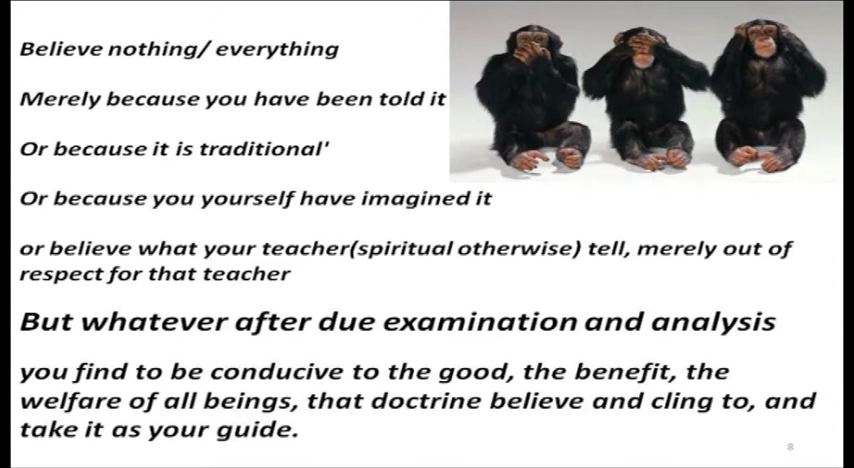 Believe nothing/ everything
Merely because you have been told it
Or because it is traditional'
Or because you yourself have imagined it
or believe what your teacher(spiritual otherwise) tell, merely out of
respect for that teacher
But whatever after due examination and analysis
you find to be conducive to the good, the benefit, the
welfare of all beings, that doctrine believe and cling to, and
take it as your guide.
8